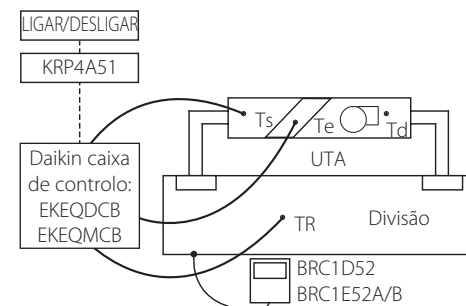 LIGAR/DESLIGAR
KRP4A51
Ts
Te
Td
UTA
Daikin caixa
de controlo:
EKEQDCB
EKEQMCB
TR
Divisão
BRC1D52
BRC1E52A/B